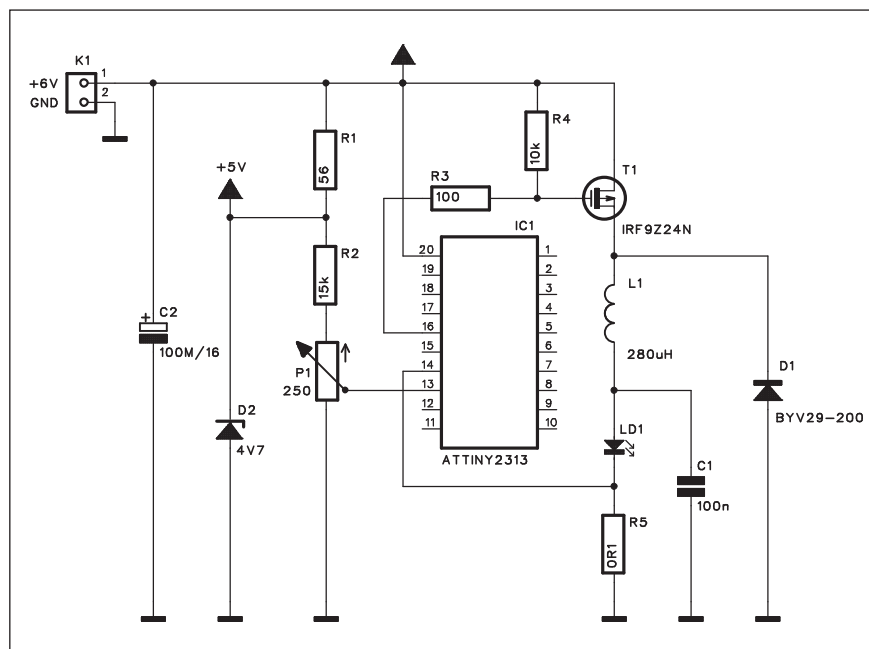 K1
+6V
1
2
GND
+5V
R1
56
R2
15k
P1
250
C2
+
100M/16
D2
4V7
R3
100
R4
10k
T1
IRF9Z24N
IC1
20
19
18
17
16
15
14
13
12
11
1
2
3
4
5
6
7
8
9
10
ATTINY2313
L1
280uH
D1
BYV29-200
LD1
C1
100n
R5
0R1